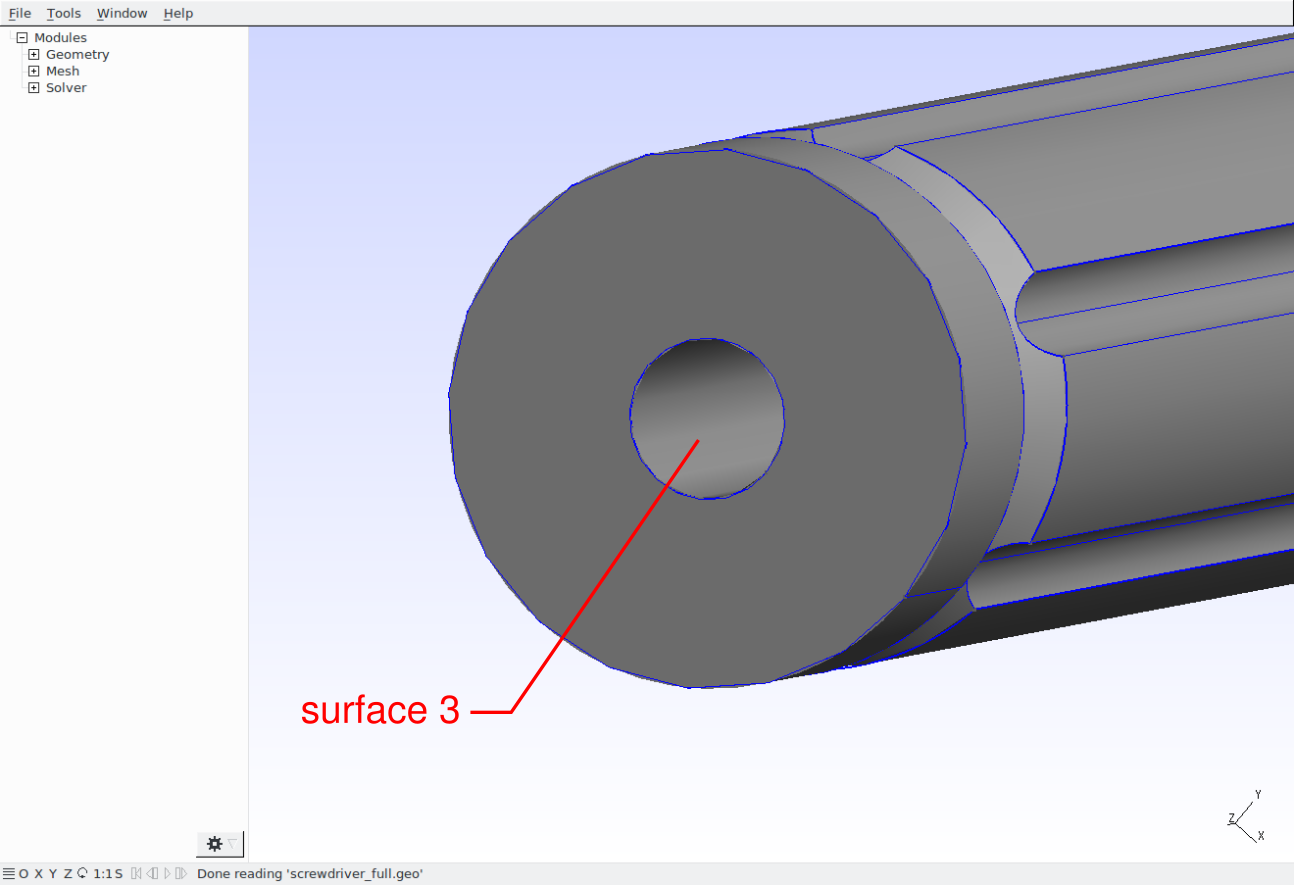 File Tools Window Help
Modules
Geometry
Mesh
Solver
surface 3
Y
Z
X
O X Y Z 1:1 S Done reading 'screwdriver_full.geo'